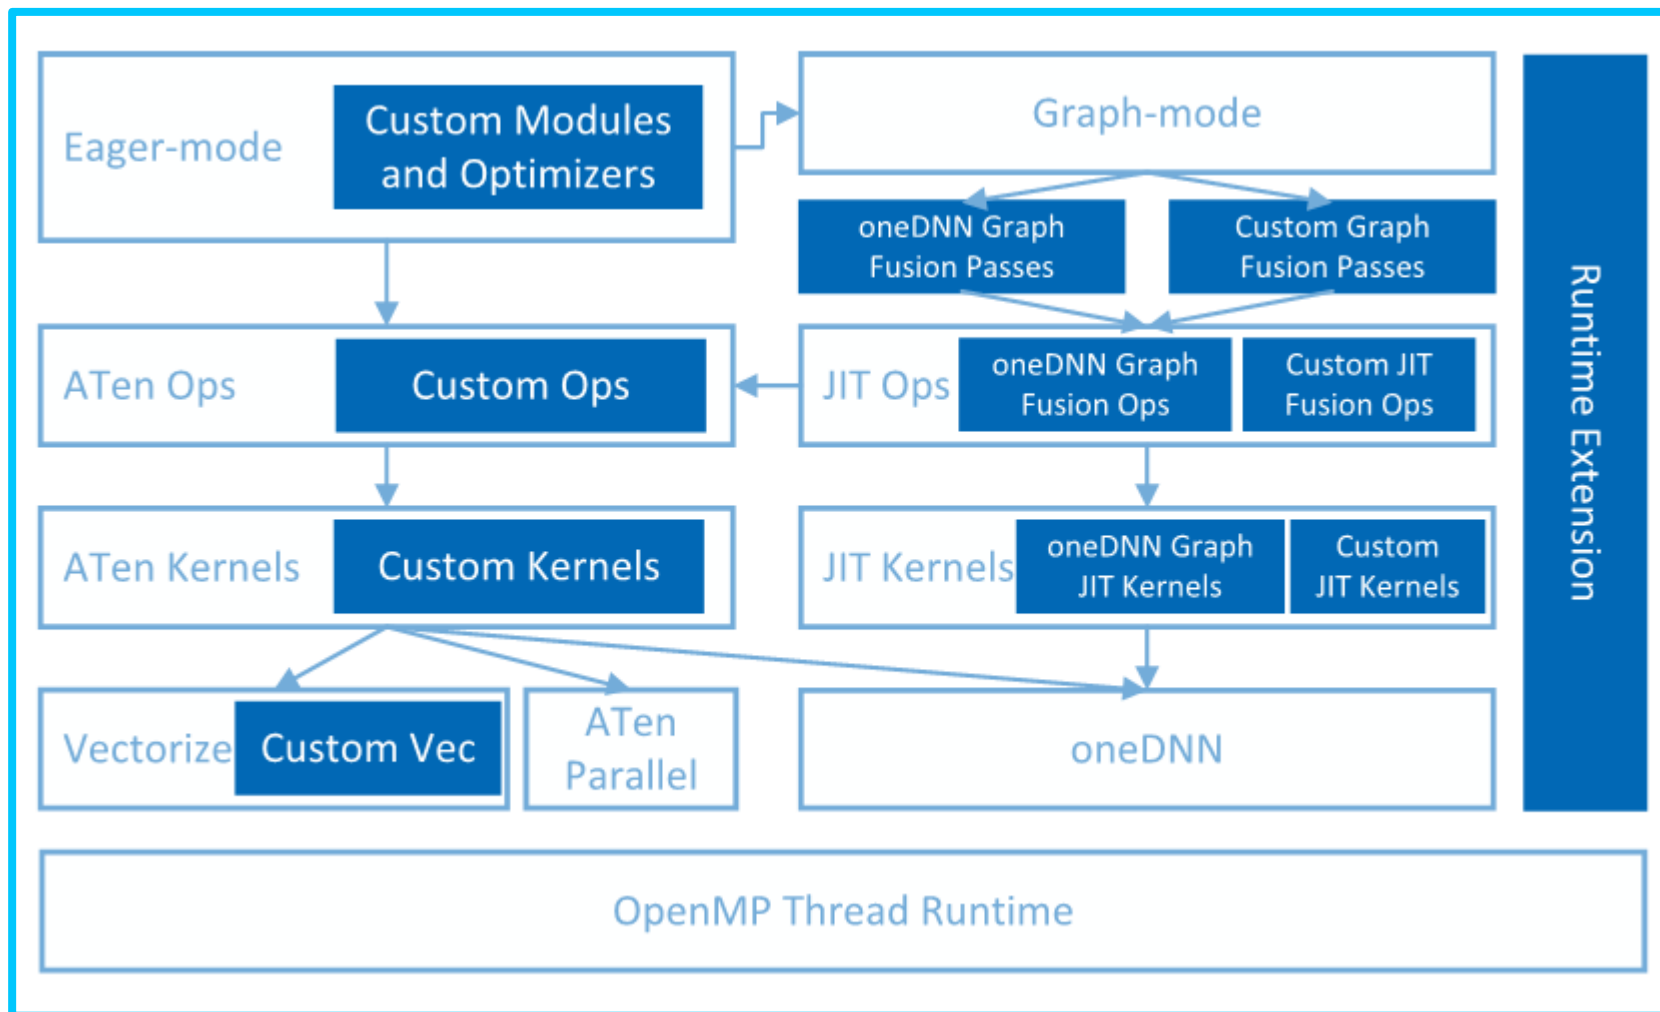 Eager-mode
Custom Modules
and Optimizers
Graph-mode
oneDNN Graph
Fusion Passes
Custom Graph
Fusion Passes
ATen Ops
Custom Ops
JIT Ops
oneDNN Graph
Fusion Ops
Custom JIT
Fusion Ops
ATen Kernels
Custom Kernels
JIT Kernels
oneDNN Graph
JIT Kernels
Custom
JIT Kernels
Vectorize
Custom Vec
ATen
Parallel
oneDNN
Runtime Extension
OpenMP Thread Runtime